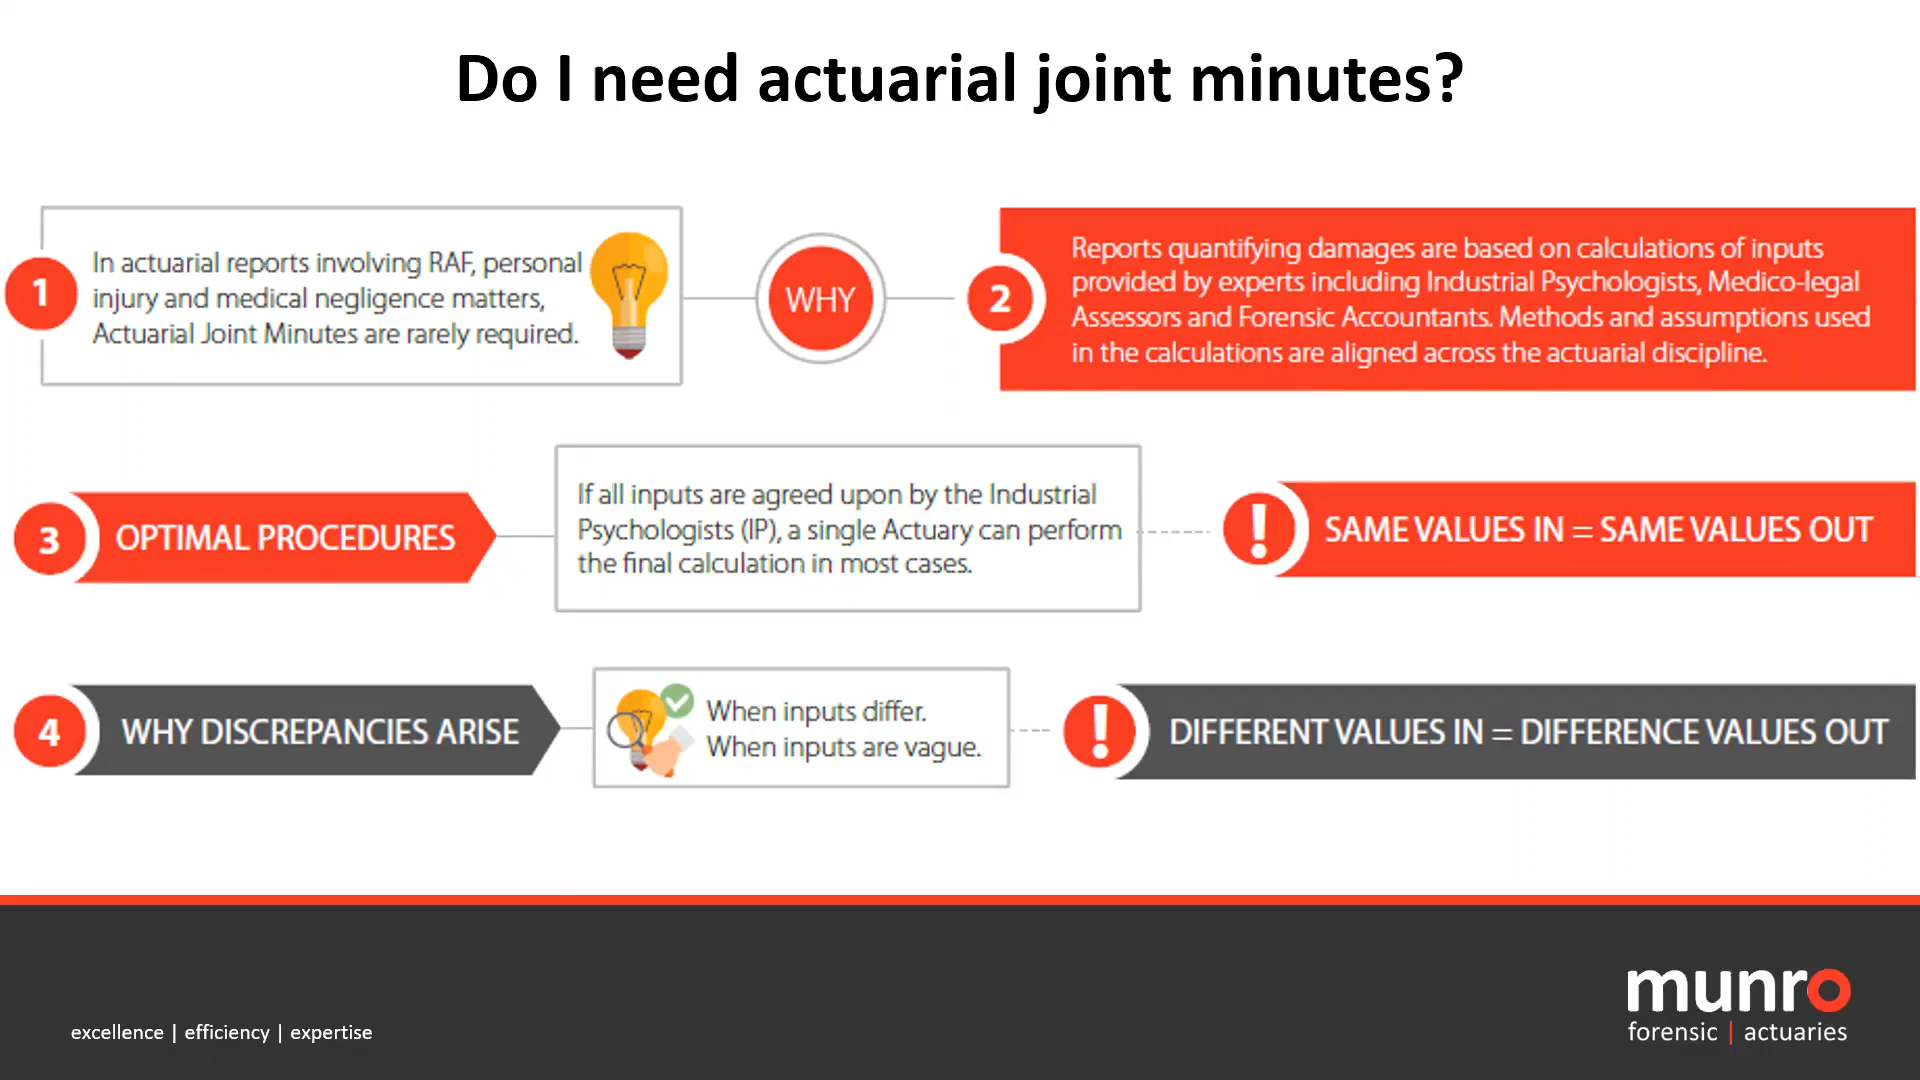 Do I need actuarial joint minutes?
1
In actuarial reports involving RAF, personal
injury and medical negligence matters,
Actuarial Joint Minutes are rarely required.
WHY
2
Reports quantifying damages are based on calculations of inputs
provided by experts including Industrial Psychologists, Medico-legal
Assessors and Forensic Accountants. Methods and assumptions used
in the calculations are aligned across the actuarial discipline.
3
OPTIMAL PROCEDURES
If all inputs are agreed upon by the Industrial
Psychologists (IP), a single Actuary can perform
the final calculation in most cases.
!
SAME VALUES IN = SAME VALUES OUT
4
WHY DISCREPANCIES ARISE
When inputs differ.
When inputs are vague.
!
DIFFERENT VALUES IN = DIFFERENCE VALUES OUT
excellence | efficiency | expertise
munro
forensic | actuaries